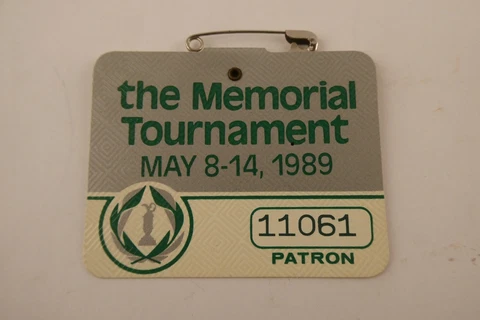 the Memorial
Tournament
MAY 8-14, 1989
11061
PATRON